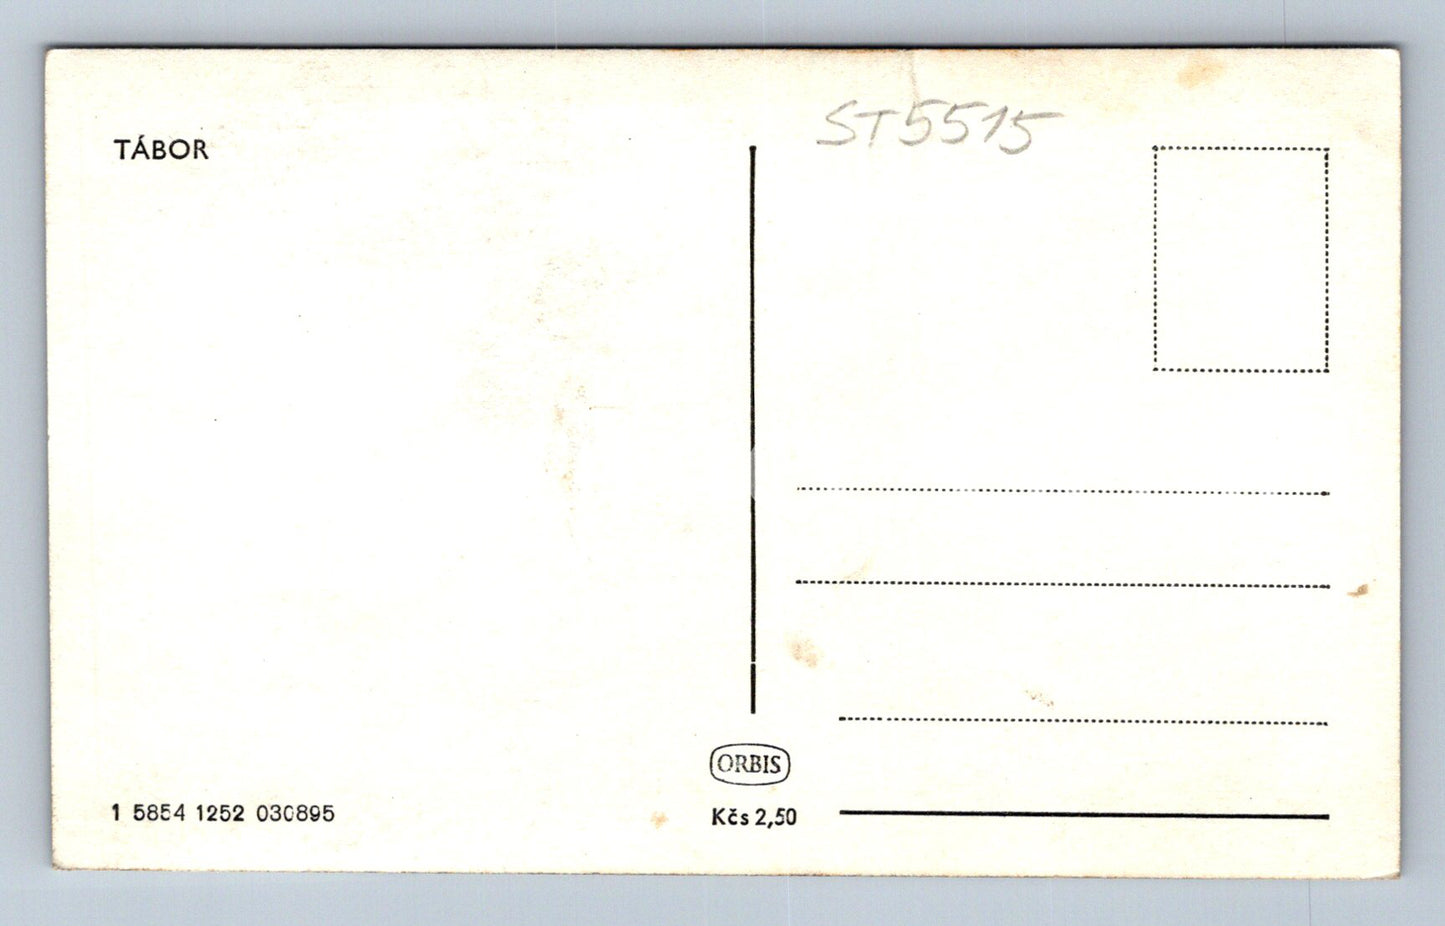 TÁBOR
ST5515
ORBIS
Kčs 2,50
1 5854 1252 030895